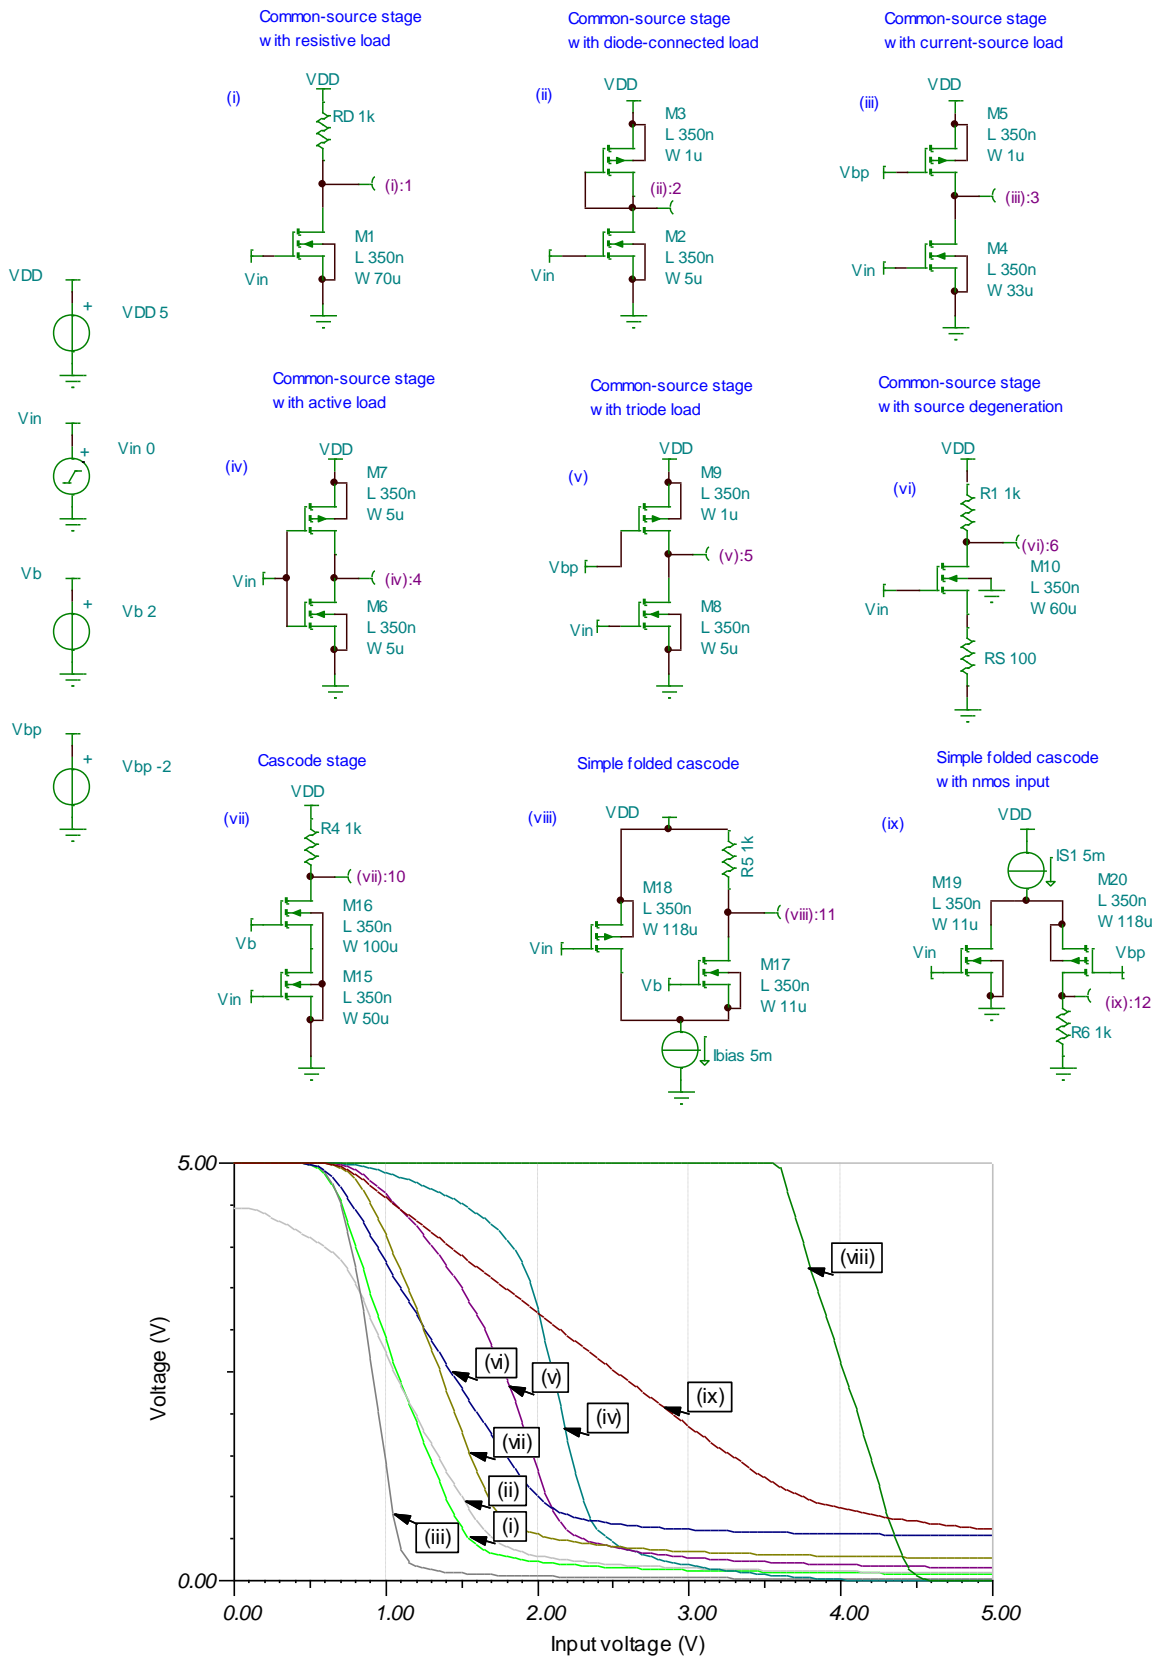 Common-source stage
with resistive load
(i)
VDD
RD 1k
(i):1
M1
L 350n
W 70u
Vin
Common-source stage
with diode-connected load
(ii)
VDD
M3
L 350n
W 1u
(ii):2
M2
L 350n
W 5u
Vin
Common-source stage
with current-source load
(iii)
VDD
M5
L 350n
W 1u
Vbp
(iii):3
M4
L 350n
W 33u
Vin
VDD
VDD 5
Vin
Vin 0
Vb
Vb 2
Vbp
Vbp -2
Common-source stage
with active load
(iv)
VDD
M7
L 350n
W 5u
Vin
(iv):4
M6
L 350n
W 5u
Common-source stage
with triode load
(v)
VDD
M9
L 350n
W 1u
Vbp
(v):5
M8
L 350n
W 5u
Vin
Common-source stage
with source degeneration
(vi)
VDD
R1 1k
(vi):6
M10
L 350n
W 60u
Vin
RS 100
Cascode stage
(vii)
VDD
R4 1k
(vii):10
M16
L 350n
W 100u
Vb
M15
L 350n
W 50u
Vin
Simple folded cascode
(viii)
VDD
R5 1k
M18
L 350n
W 118u
Vin
(viii):11
M17
L 350n
W 11u
Vb
Ibias 5m
Simple folded cascode
with nmos input
(ix)
VDD
IS1 5m
M19
L 350n
W 11u
M20
L 350n
W 118u
Vin
Vbp
(ix):12
R6 1k
5.00
Voltage (V)
0.00
(viii)
(vi)
(v)
(ix)
(iv)
(vii)
(ii)
(i)
(iii)
0.00 1.00 2.00 3.00 4.00 5.00
Input voltage (V)